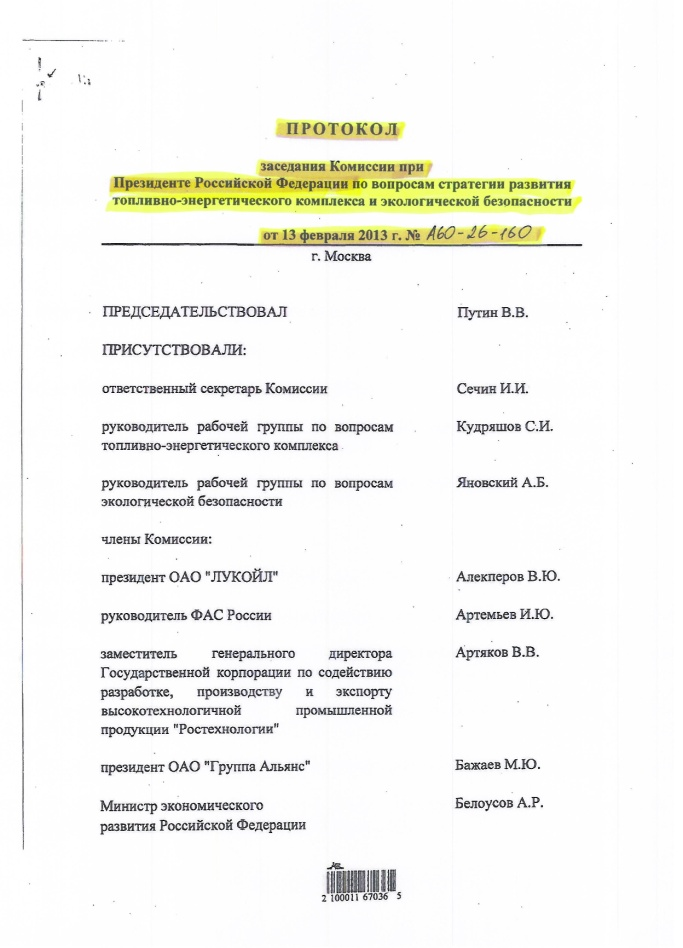 ПРОТОКОЛ
заседания Комиссии при
Президенте Российской Федерации по вопросам стратегии развития
топливно-энергетического комплекса и экологической безопасности
от 13 февраля 2013 г. № А60-26-160
г. Москва
ПРЕДСЕДАТЕЛЬСТВОВАЛ Путин В.В.
ПРИСУТСТВОВАЛИ:
ответственный секретарь Комиссии Сечин И.И.
руководитель рабочей группы по вопросам Кудряшов С.И.
топливно-энергетического комплекса
руководитель рабочей группы по вопросам Яновский А.Б.
экологической безопасности
члены Комиссии:
президент ОАО "ЛУКОЙЛ" Алекперов В.Ю.
руководитель ФАС России Артемьев И.Ю.
заместитель генерального директора Артяков В.В.
Государственной корпорации по содействию
разработке, производству и экспорту
высокотехнологичной промышленной
продукции "Ростехнологии"
президент ОАО "Группа Альянс" Бажаев М.Ю.
Министр экономического Белоусов А.Р.
развития Российской Федерации
2 100011 67036 5